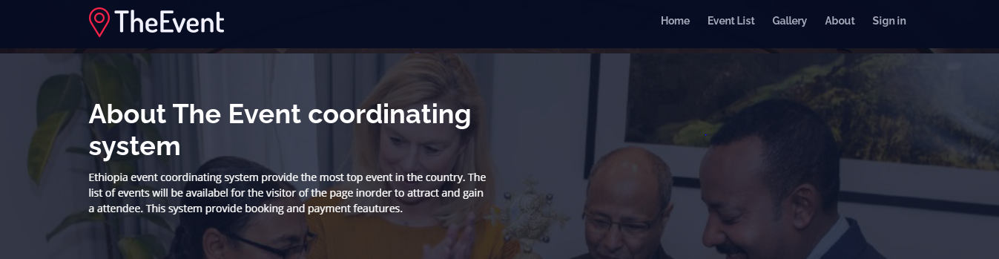 TheEvent
Home Event List Gallery About Sign in
About The Event coordinating
system
Ethiopia event coordinating system provide the most top event in the country. The
list of events will be availabel for the visitor of the page inorder to attract and gain
a attendee. This system provide booking and payment feautures.